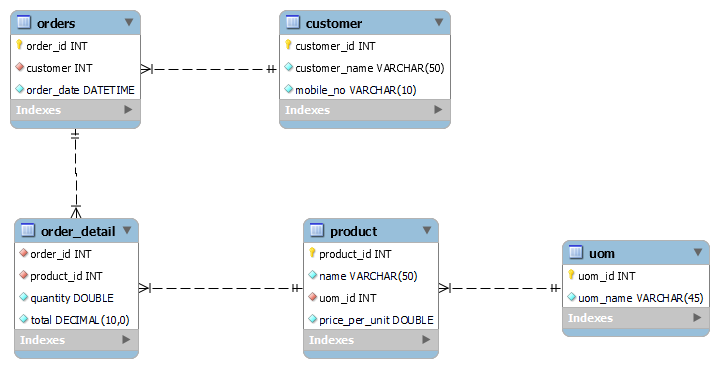 orders
order_id INT
customer INT
order_date DATETIME
Indexes
customer
customer_id INT
customer_name VARCHAR(50)
mobile_no VARCHAR(10)
Indexes
order_detail
order_id INT
product_id INT
quantity DOUBLE
total DECIMAL(10,0)
Indexes
product
product_id INT
name VARCHAR(50)
uom_id INT
price_per_unit DOUBLE
Indexes
uom
uom_id INT
uom_name VARCHAR(45)
Indexes